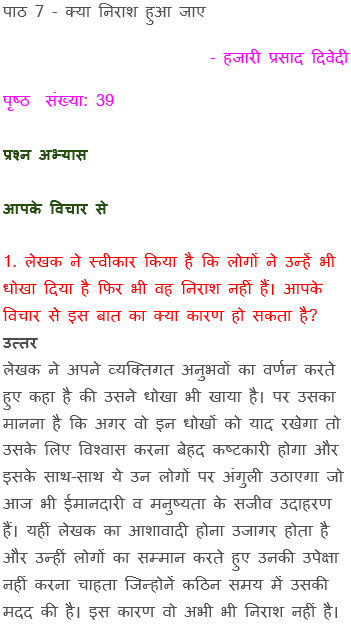 पाठ 7 - क्या निराश हुआ जाए
- हजारी प्रसाद दिवेदी
पृष्ठ संख्या: 39
प्रश्न अभ्यास
आपके विचार से
1. लेखक ने स्वीकार किया है कि लोगों ने उन्हें भी
धोखा दिया है फिर भी वह निराश नहीं हैं। आपके
विचार से इस बात का क्या कारण हो सकता है?
उत्तर
लेखक ने अपने व्यक्तिगत अनुभवों का वर्णन करते
हुए कहा है की उसने धोखा भी खाया है। पर उसका
मानना है कि अगर वो इन धोखों को याद रखेगा तो
उसके लिए विश्वास करना बेहद कष्टकारी होगा और
इसके साथ-साथ ये उन लोगों पर अंगुली उठाएगा जो
आज भी ईमानदारी व मनुष्यता के सजीव उदाहरण
हैं। यहीं लेखक का आशावादी होना उजागर होता है
और उन्हीं लोगों का सम्मान करते हुए उनकी उपेक्षा
नहीं करना चाहता जिन्होनें कठिन समय में उसकी
मदद की है। इस कारण वो अभी भी निराश नहीं है।